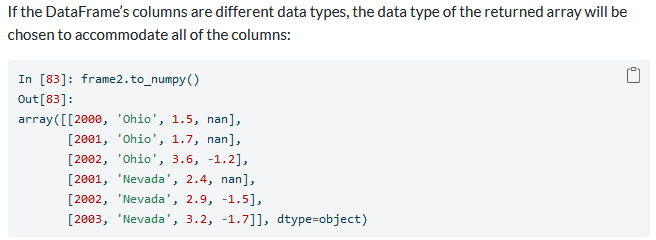 If the DataFrame’s columns are different data types, the data type of the returned array will be
chosen to accommodate all of the columns:
In [83]: frame2.to_numpy()
Out[83]:
array([[2000, 'Ohio', 1.5, nan],
       [2001, 'Ohio', 1.7, nan],
       [2002, 'Ohio', 3.6, -1.2],
       [2001, 'Nevada', 2.4, nan],
       [2002, 'Nevada', 2.9, -1.5],
       [2003, 'Nevada', 3.2, -1.7]], dtype=object)